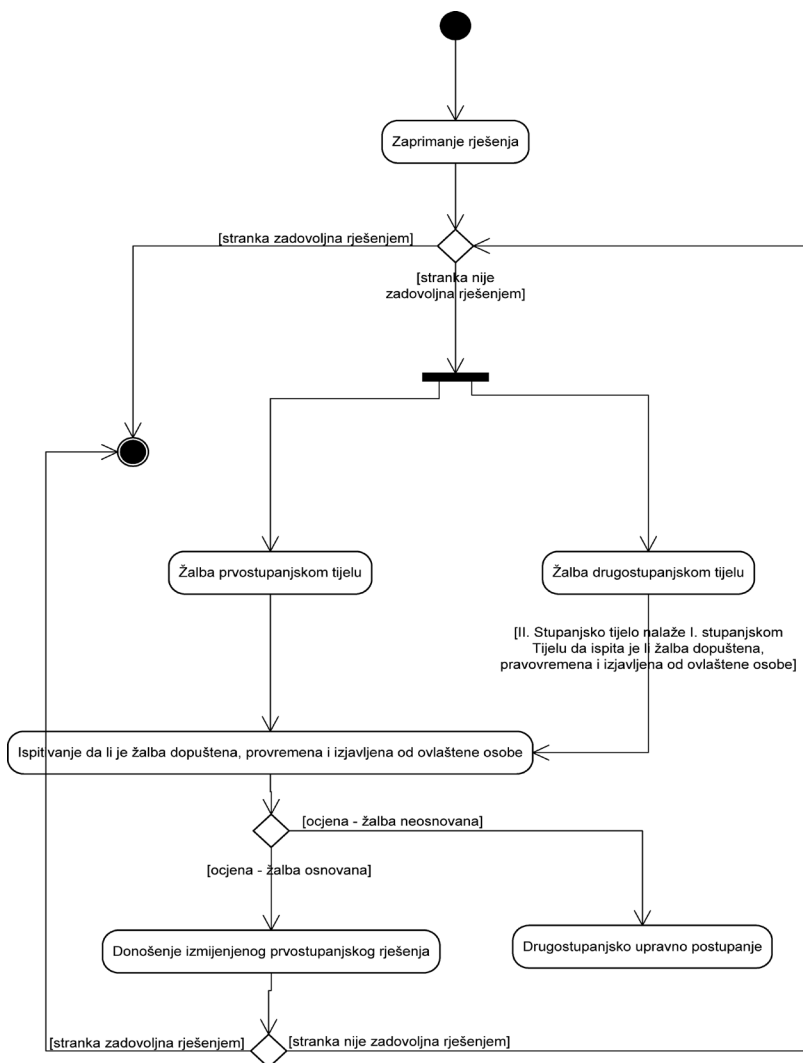 Zaprimanje rješenja
[stranka zadovoljna rješenjem]
[stranka nije
zadovoljna rješenjem]
Žalba prvostupanjskom tijelu
Žalba drugostupanjskom tijelu
[II. Stupanjsko tijelo nalaže I. stupanjskom
Tijelu da ispita je li žalba dopuštena,
pravovremena i izjavljena od ovlaštene osobe]
Ispitivanje da li je žalba dopuštena, provremena i izjavljena od ovlaštene osobe
[ocjena - žalba neosnovana]
[ocjena - žalba osnovana]
Donošenje izmijenjenog prvostupanjskog rješenja
Drugostupanjsko upravno postupanje
[stranka zadovoljna rješenjem]
[stranka nije zadovoljna rješenjem]